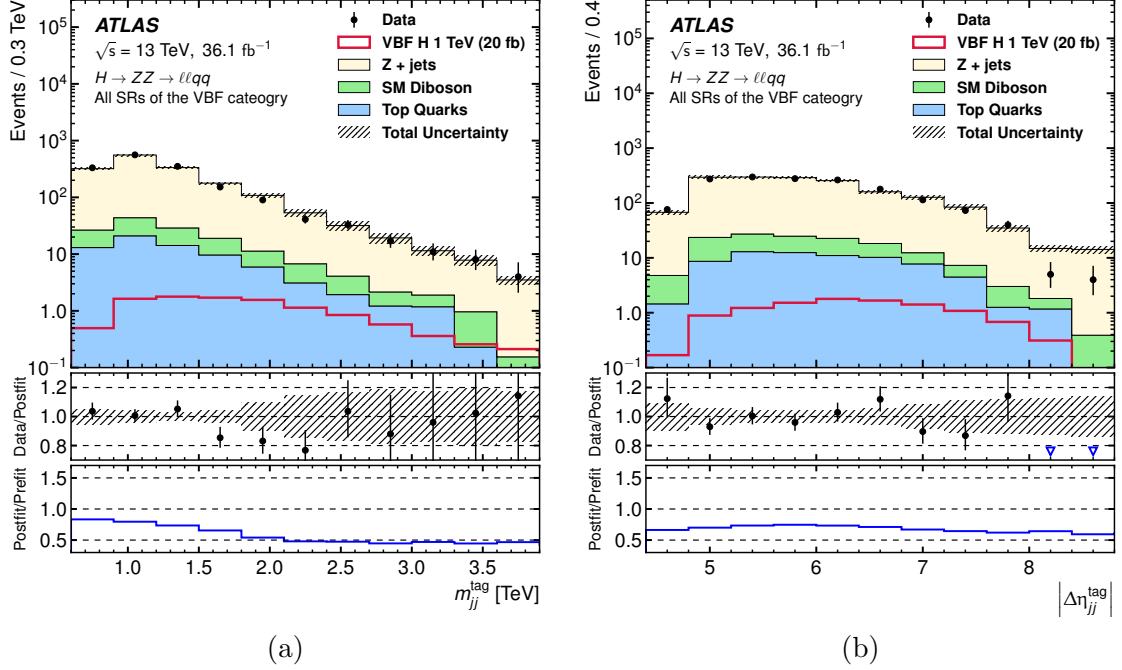 Events / 0.3 TeV
10⁵
10⁴
10³
10²
10
1.0
10⁻¹
ATLAS
√s = 13 TeV, 36.1 fb⁻¹
H → ZZ → ℓℓqq
All SRs of the VBF cateogry
Data
VBF H 1 TeV (20 fb)
Z + jets
SM Diboson
Top Quarks
Total Uncertainty
Data/Postfit
1.2
1.0
0.8
Postfit/Prefit
1.5
1.0
0.5
1.0 1.5 2.0 2.5 3.0 3.5
m_jj^tag [TeV]
(a)
Events / 0.4
10⁵
10⁴
10³
10²
10
1.0
10⁻¹
ATLAS
√s = 13 TeV, 36.1 fb⁻¹
H → ZZ → ℓℓqq
All SRs of the VBF cateogry
Data
VBF H 1 TeV (20 fb)
Z + jets
SM Diboson
Top Quarks
Total Uncertainty
Data/Postfit
1.2
1.0
0.8
Postfit/Prefit
1.5
1.0
0.5
5 6 7 8
|Δη_jj^tag|
(b)